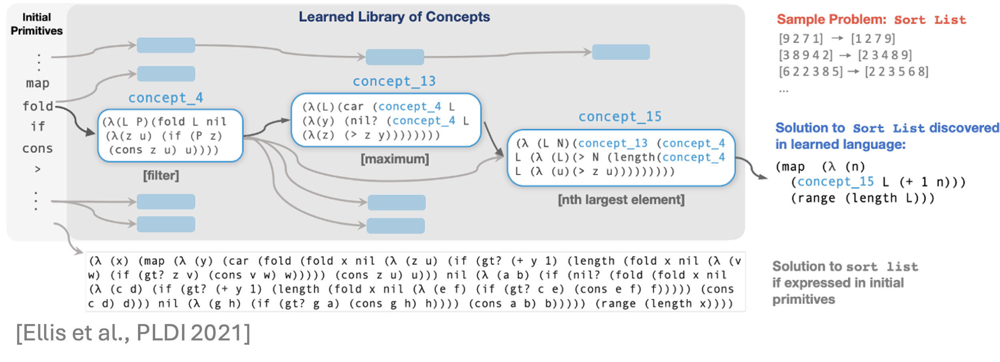 Initial
Primitives
⋮
map
fold
if
cons
>
⋮
Learned Library of Concepts
concept_4
(λ(L P)(fold L nil
(λ(z u) (if (P z)
(cons z u) u))))
[filter]
concept_13
(λ(L)(car (concept_4 L
(λ(y) (nil? (concept_4 L
(λ(z) (> z y))))))))
[maximum]
concept_15
(λ (L N)(concept_13 (concept_4
L (λ (L)(> N (length(concept_4
L (λ (u)(> z u)))))))))
[nth largest element]
Sample Problem: Sort List
[9 2 7 1] → [1 2 7 9]
[3 8 9 4 2] → [2 3 4 8 9]
[6 2 2 3 8 5] → [2 2 3 5 6 8]
...
Solution to Sort List discovered
in learned language:
(map (λ (n)
(concept_15 L (+ 1 n)))
(range (length L)))
(λ (x) (map (λ (y) (car (fold (fold x nil (λ (z u) (if (gt? (+ y 1) (length (fold x nil (λ (v
w) (if (gt? z v) (cons v w) w))))) (cons z u) u))) nil (λ (a b) (if (nil? (fold (fold x nil
(λ (c d) (if (gt? (+ y 1) (length (fold x nil (λ (e f) (if (gt? c e) (cons e f) f))))) (cons
c d) d))) nil (λ (g h) (if (gt? g a) (cons g h) h)))) (cons a b) b))))) (range (length x))))
Solution to sort list
if expressed in initial
primitives
[Ellis et al., PLDI 2021]